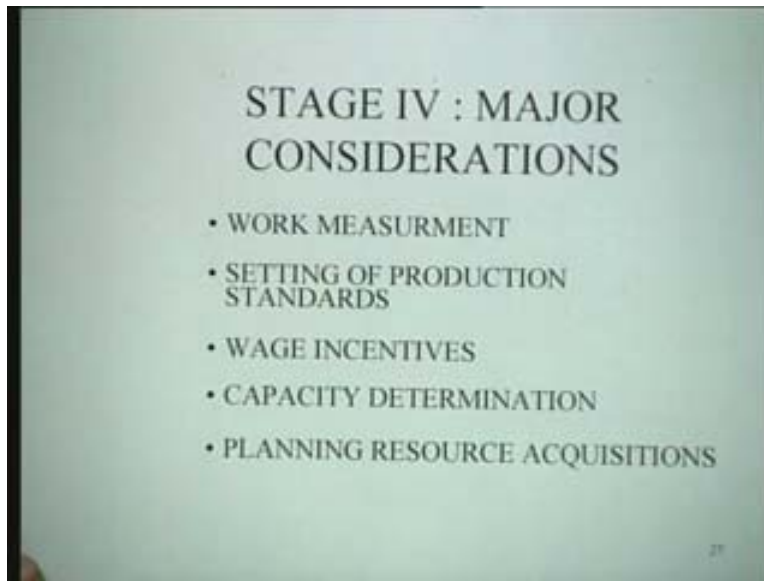 STAGE IV : MAJOR
CONSIDERATIONS
• WORK MEASURMENT
• SETTING OF PRODUCTION
STANDARDS
• WAGE INCENTIVES
• CAPACITY DETERMINATION
• PLANNING RESOURCE ACQUISITIONS